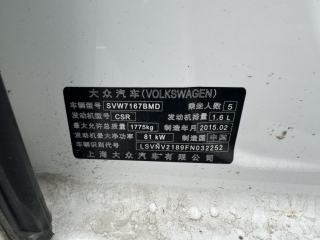 大众汽车(VOLKSWAGEN)
车辆型号 SVW7167BMD 乘坐人数 5
发动机型号 CSR 发动机排量 1.6 L
最大允许总质量 1775kg 制造年月 2015.02
发动机最大净功率 81 kW 制造国 中国
车辆识别代号 LSVNV2189FN032252
上海大众汽车有限公司